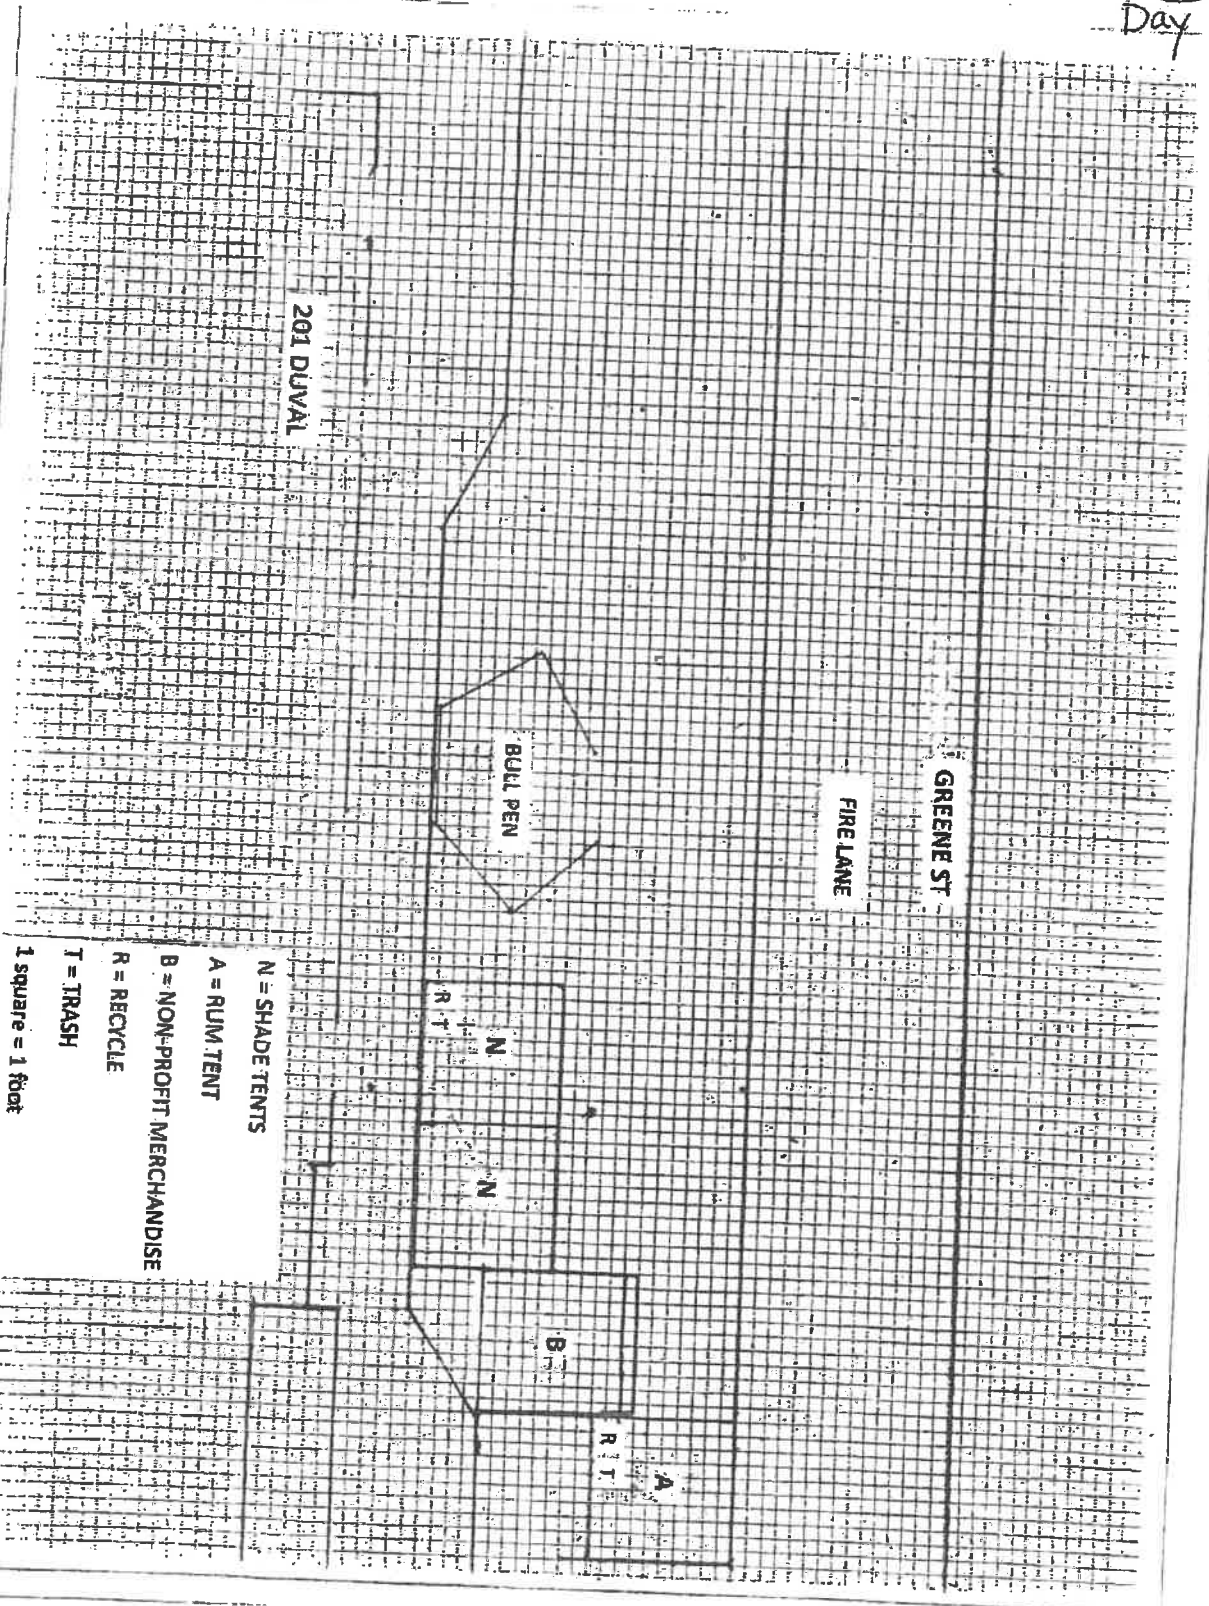 Day
GREENE ST
FIRE LANE
BULL PEN
201 DUVAL
R T
N
N
B
R T
A
N = SHADE TENTS
A = RUM TENT
B = NON-PROFIT MERCHANDISE
R = RECYCLE
T = TRASH
1 square = 1 foot